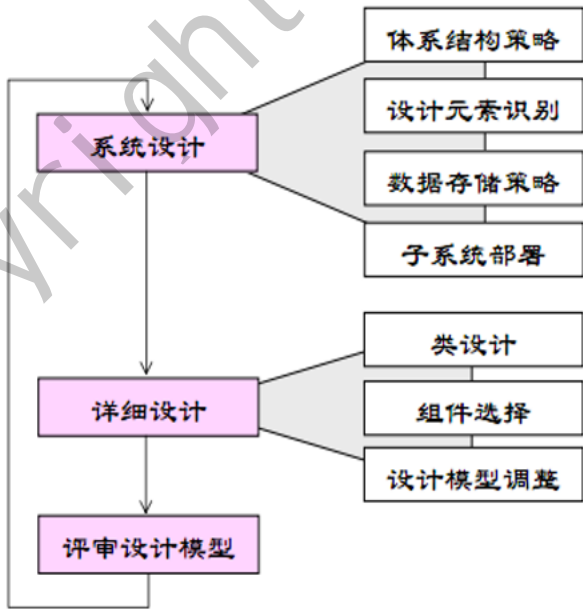 体系结构策略
设计元素识别
系统设计
数据存储策略
子系统部署
类设计
详细设计
组件选择
设计模型调整
评审设计模型
yright